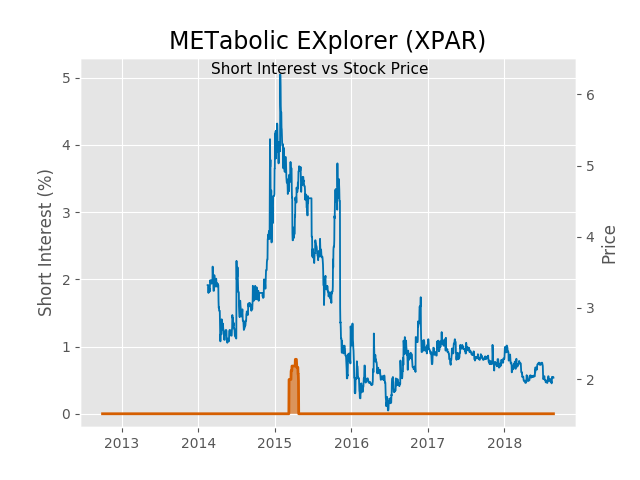 METabolic EXplorer (XPAR)
Short Interest vs Stock Price
Short Interest (%)
5
4
3
2
1
0
Price
6
5
4
3
2
2013 2014 2015 2016 2017 2018